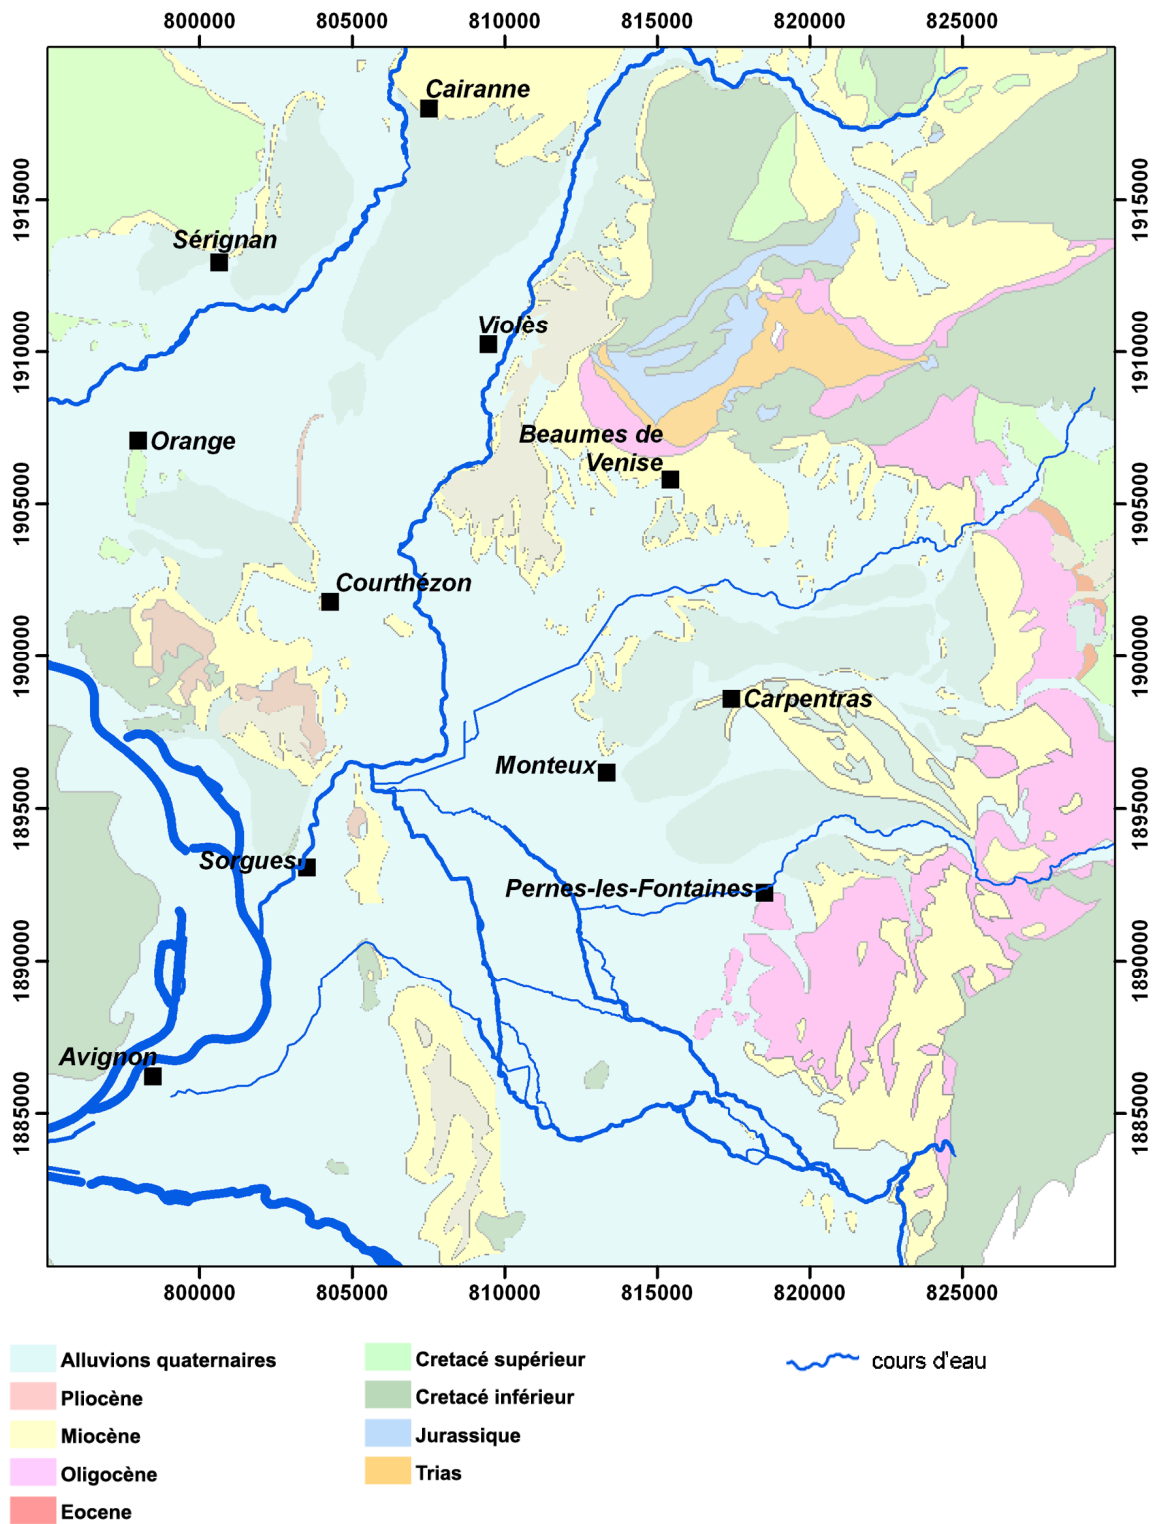 800000 805000 810000 815000 820000 825000
Cairanne
1915000
1915000
Sérignan
Violès
1910000
1910000
Orange
Beaumes de
Venise
1905000
1905000
Courthézon
1900000
1900000
Carpentras
Monteux
1895000
1895000
Sorgues
Pernes-les-Fontaines
1890000
1890000
Avignon
1885000
1885000
800000 805000 810000 815000 820000 825000
Alluvions quaternaires
Pliocène
Miocène
Oligocène
Eocene
Cretacé supérieur
Cretacé inférieur
Jurassique
Trias
cours d'eau